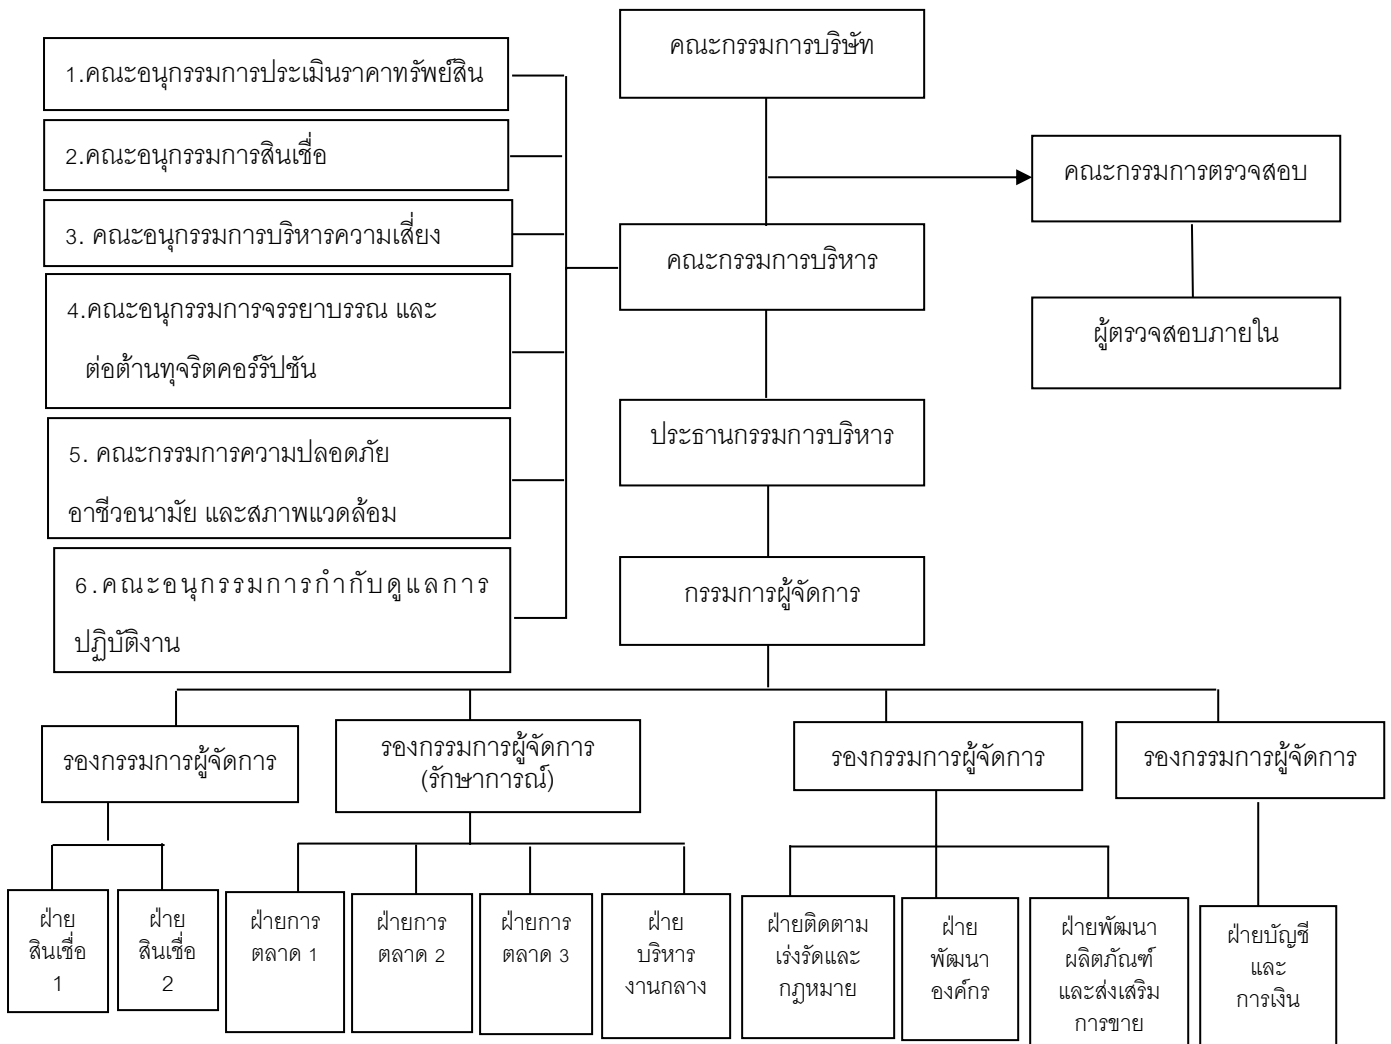 คณะกรรมการบริษัท
1.คณะอนุกรรมการประเมินราคาทรัพย์สิน
2.คณะอนุกรรมการสินเชื่อ
3. คณะอนุกรรมการบริหารความเสี่ยง
4.คณะอนุกรรมการจรรยาบรรณ และ
ต่อต้านทุจริตคอร์รัปชัน
5. คณะกรรมการความปลอดภัย
อาชีวอนามัย และสภาพแวดล้อม
6.คณะอนุกรรมการกำกับดูแลการ
ปฏิบัติงาน
คณะกรรมการตรวจสอบ
คณะกรรมการบริหาร
ผู้ตรวจสอบภายใน
ประธานกรรมการบริหาร
กรรมการผู้จัดการ
รองกรรมการผู้จัดการ
รองกรรมการผู้จัดการ
(รักษาการณ์)
รองกรรมการผู้จัดการ
รองกรรมการผู้จัดการ
ฝ่าย
สินเชื่อ
1
ฝ่าย
สินเชื่อ
2
ฝ่ายการ
ตลาด 1
ฝ่ายการ
ตลาด 2
ฝ่ายการ
ตลาด 3
ฝ่าย
บริหาร
งานกลาง
ฝ่ายติดตาม
เร่งรัดและ
กฎหมาย
ฝ่าย
พัฒนา
องค์กร
ฝ่ายพัฒนา
ผลิตภัณฑ์
และส่งเสริม
การขาย
ฝ่ายบัญชี
และ
การเงิน